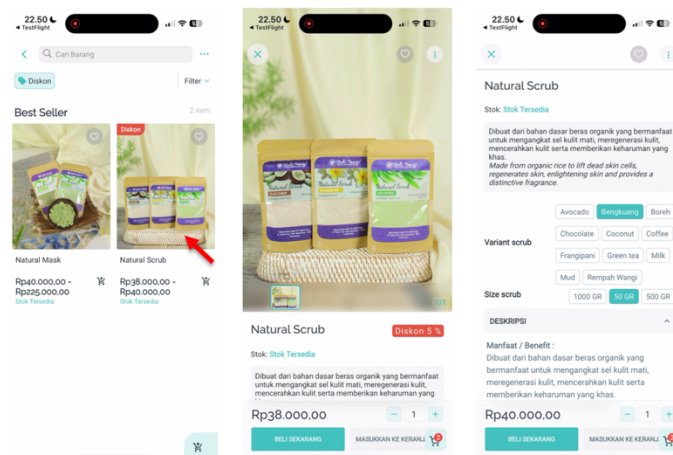 22.50
◄ TestFlight
Cari Barang
Diskon
Filter
Best Seller
2 item
Diskon
Natural Mask
Rp40.000,00 -
Rp225.000,00
Stok Tersedia
Natural Scrub
Rp38.000,00 -
Rp40.000,00
Stok Tersedia
22.50
◄ TestFlight
Natural Scrub
1/1
Natural Scrub
Diskon 5 %
Stok: Stok Tersedia
Dibuat dari bahan dasar beras organik yang bermanfaat
untuk mengangkat sel kulit mati, meregenerasi kulit,
mencerahkan kulit serta memberikan keharuman yang
Rp38.000,00
− 1 +
BELI SEKARANG
MASUKKAN KE KERANJ
22.50
◄ TestFlight
Natural Scrub
Stok: Stok Tersedia
Dibuat dari bahan dasar beras organik yang bermanfaat
untuk mengangkat sel kulit mati, meregenerasi kulit,
mencerahkan kulit serta memberikan keharuman yang
khas.
Made from organic rice to lift dead skin cells,
regenerates skin, enlightening skin and provides a
distinctive fragrance.
Variant scrub
Avocado Bengkuang Boreh
Chocolate Coconut Coffee
Frangipani Green tea Milk
Mud Rempah Wangi
Size scrub
1000 GR 50 GR 500 GR
DESKRIPSI
Manfaat / Benefit :
Dibuat dari bahan dasar beras organik yang
bermanfaat untuk mengangkat sel kulit mati,
meregenerasi kulit, mencerahkan kulit serta
memberikan keharuman yang khas.
Rp40.000,00
− 1 +
BELI SEKARANG
MASUKKAN KE KERANJ